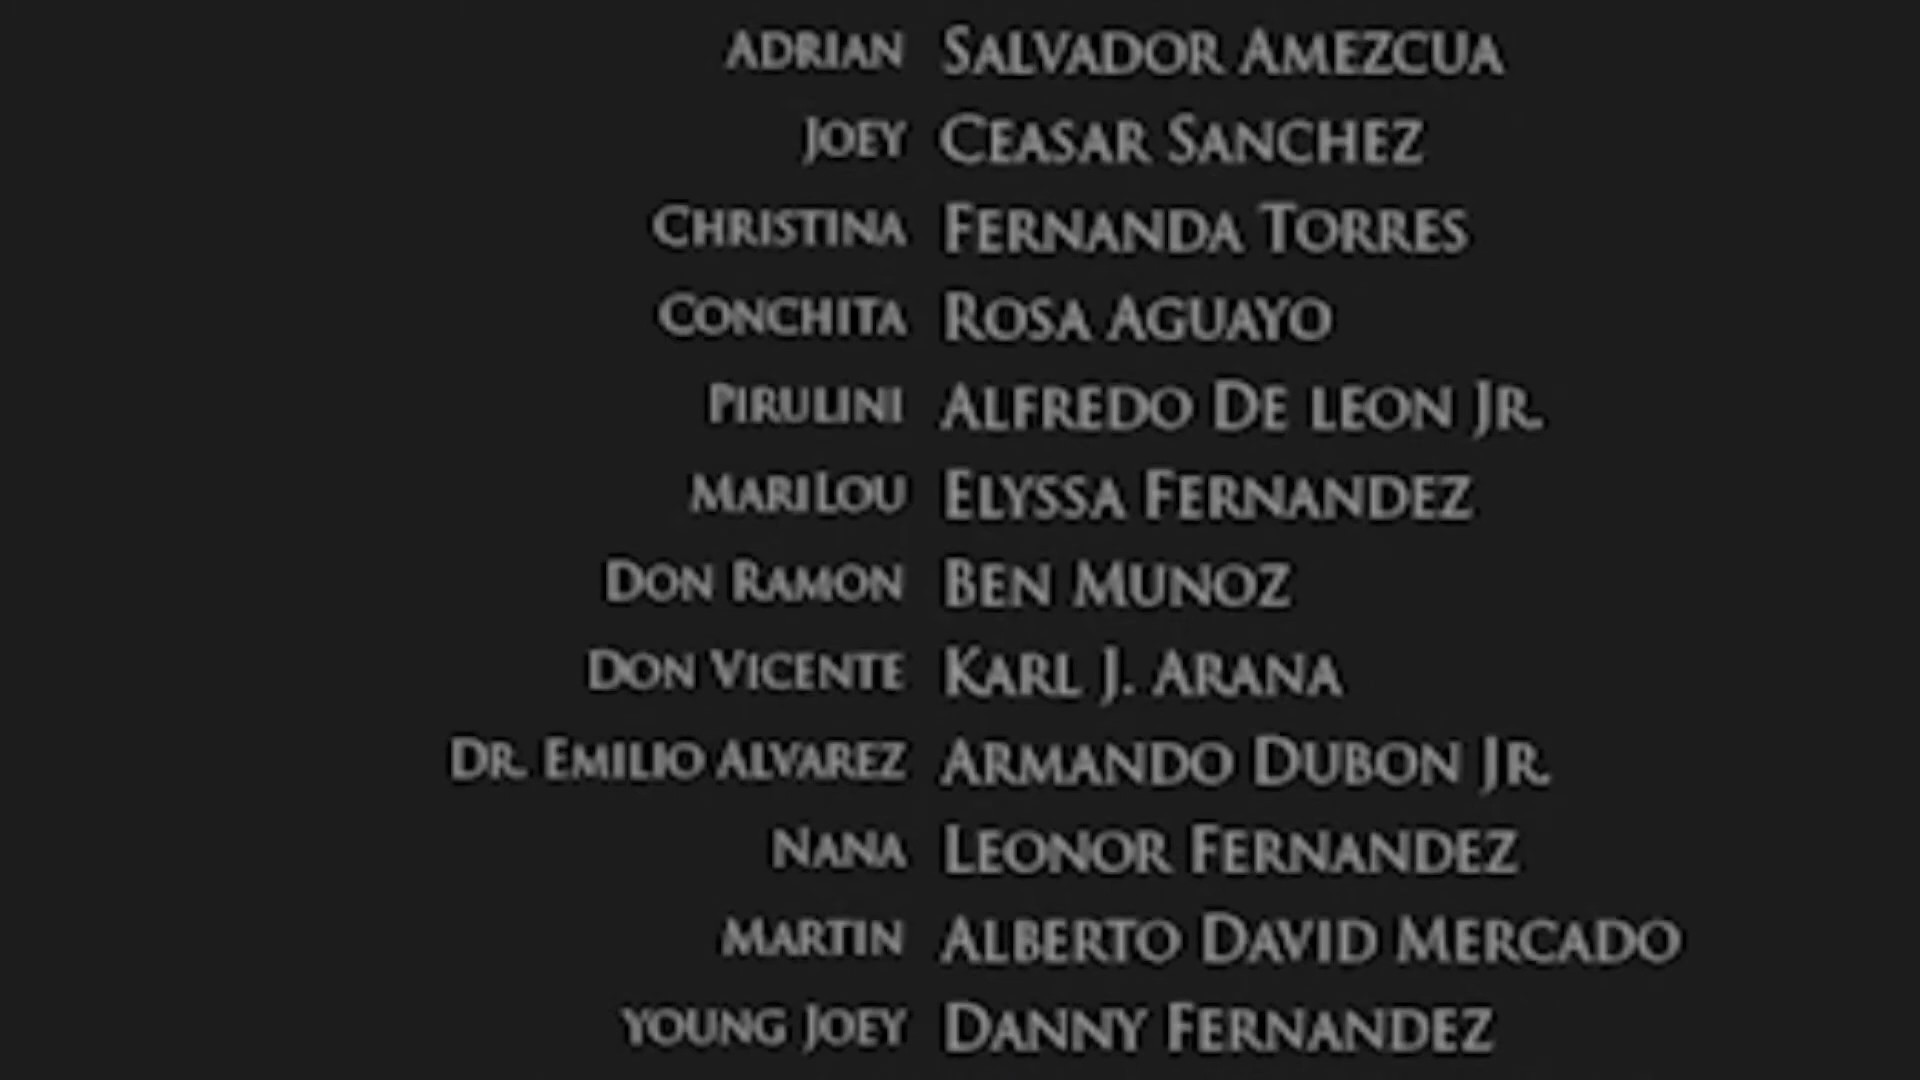 ADRIAN SALVADOR AMEZCUA
JOEY CEASAR SANCHEZ
CHRISTINA FERNANDA TORRES
CONCHITA ROSA AGUAYO
PIRULINI ALFREDO DE LEON JR.
MARILOU ELYSSA FERNANDEZ
DON RAMON BEN MUNOZ
DON VICENTE KARL J. ARANA
DR. EMILIO ALVAREZ ARMANDO DUBON JR.
NANA LEONOR FERNANDEZ
MARTIN ALBERTO DAVID MERCADO
YOUNG JOEY DANNY FERNANDEZ